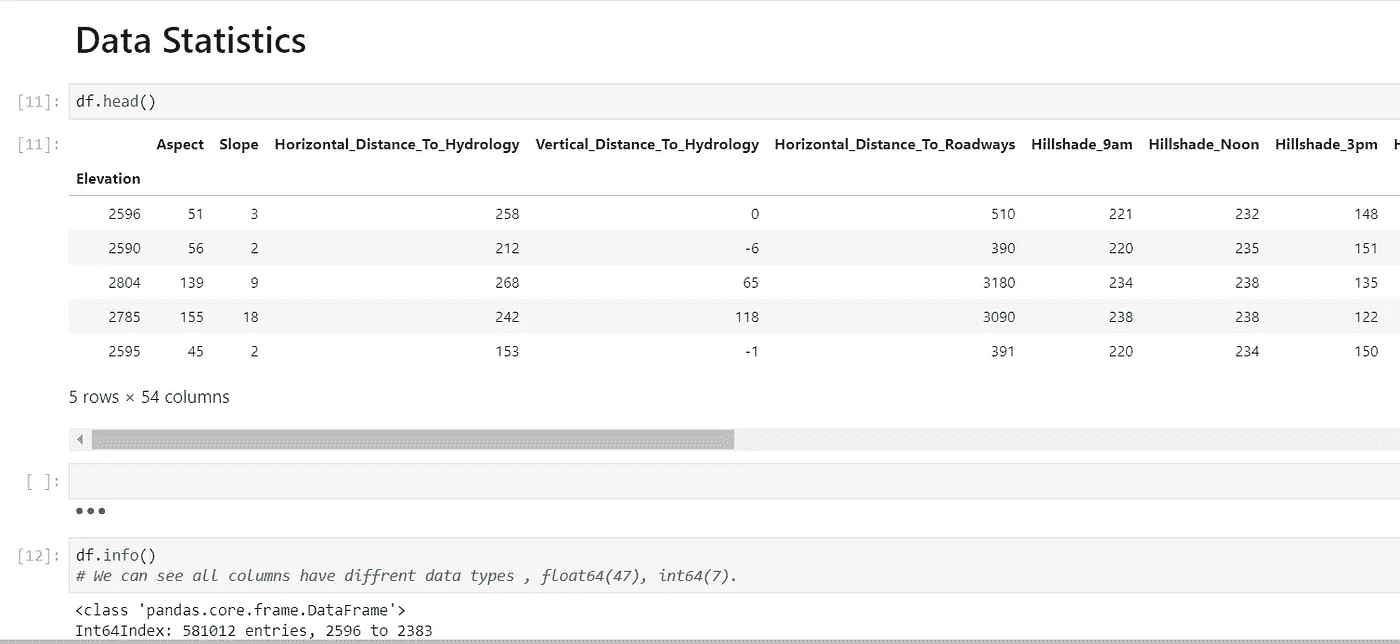 Data Statistics
[11]: df.head()
[11]: Aspect Slope Horizontal_Distance_To_Hydrology Vertical_Distance_To_Hydrology Horizontal_Distance_To_Roadways Hillshade_9am Hillshade_Noon Hillshade_3pm H
Elevation
2596 51 3 258 0 510 221 232 148
2590 56 2 212 -6 390 220 235 151
2804 139 9 268 65 3180 234 238 135
2785 155 18 242 118 3090 238 238 122
2595 45 2 153 -1 391 220 234 150
5 rows × 54 columns
[ ]:
•••
[12]: df.info()
# We can see all columns have diffrent data types , float64(47), int64(7).
<class 'pandas.core.frame.DataFrame'>
Int64Index: 581012 entries, 2596 to 2383